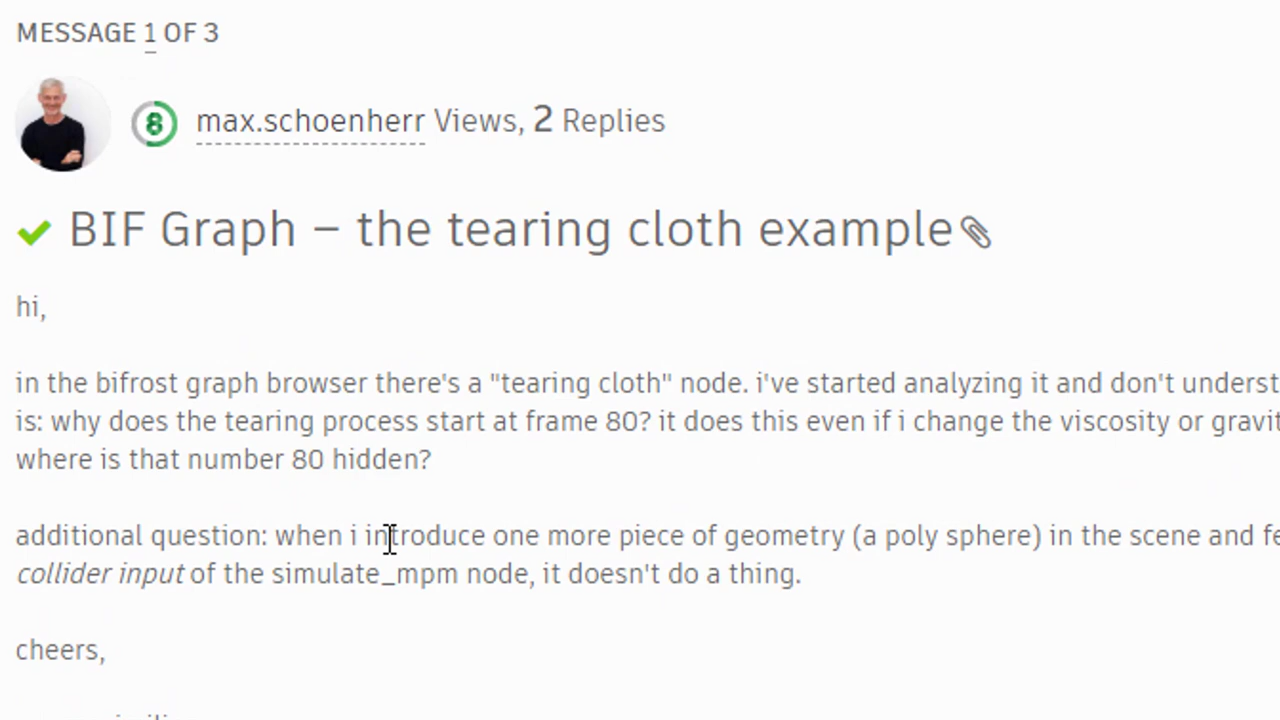 MESSAGE 1 OF 3
8 max.schoenherr Views, 2 Replies
BIF Graph – the tearing cloth example
hi,
in the bifrost graph browser there's a "tearing cloth" node. i've started analyzing it and don't
is: why does the tearing process start at frame 80? it does this even if i change the viscosity or
where is that number 80 hidden?
additional question: when i introduce one more piece of geometry (a poly sphere) in the scene and
collider input of the simulate_mpm node, it doesn't do a thing.
cheers,